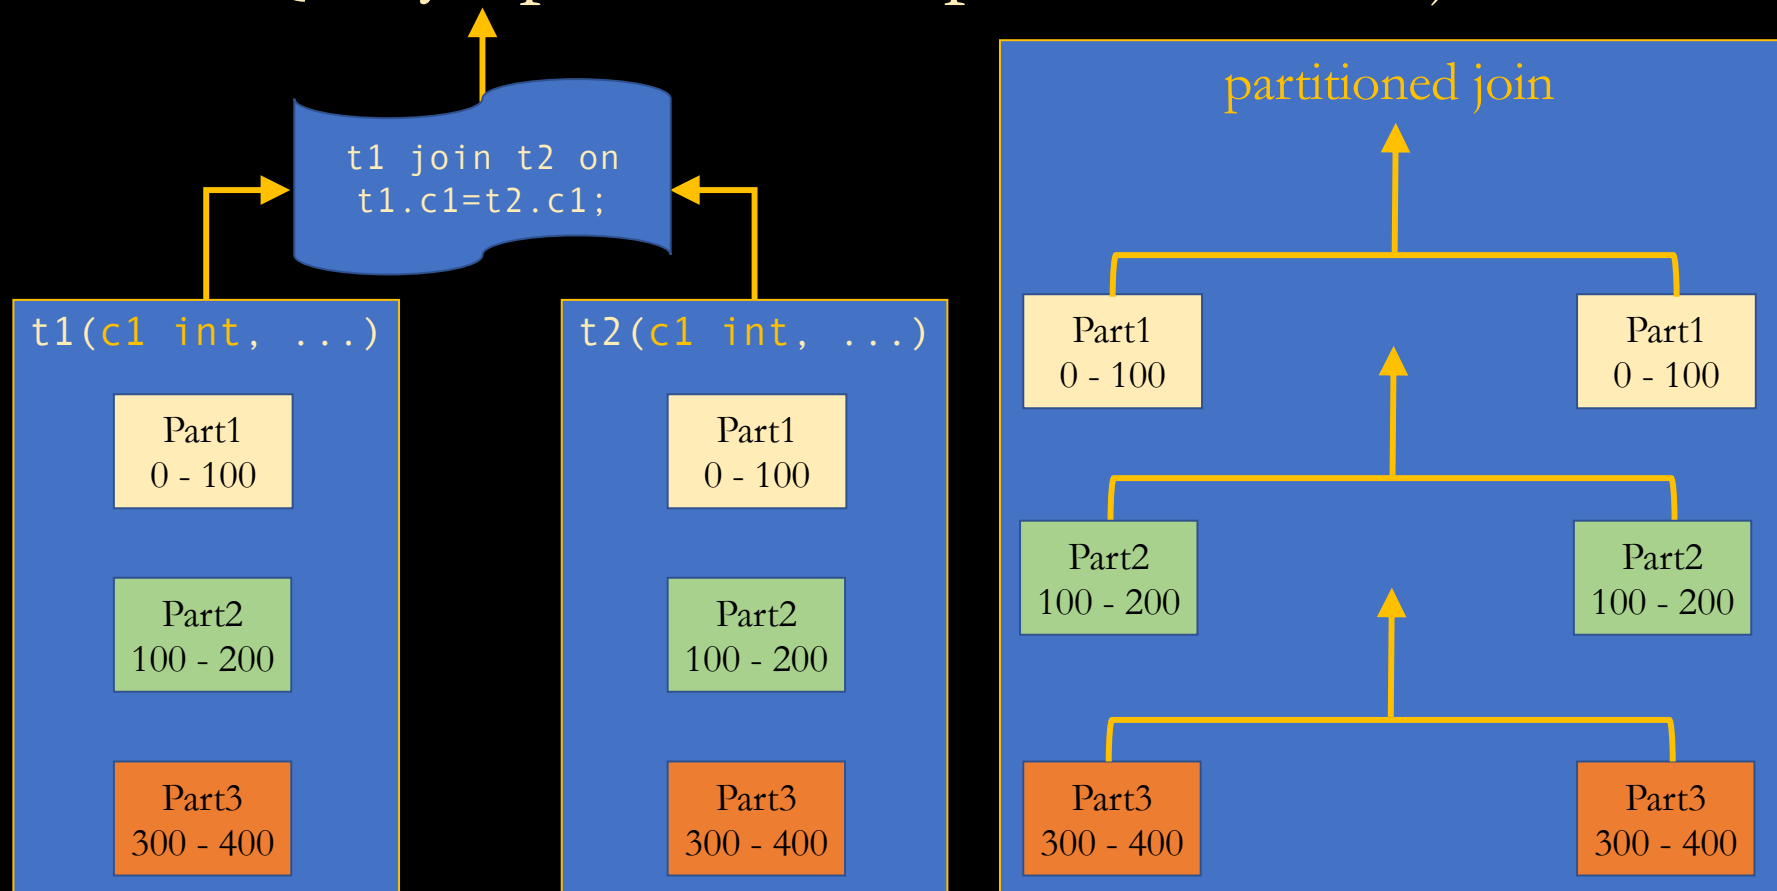 t1 join t2 on
t1.c1=t2.c1;
t1(c1 int, ...)
Part1
0 - 100
Part2
100 - 200
Part3
300 - 400
t2(c1 int, ...)
Part1
0 - 100
Part2
100 - 200
Part3
300 - 400
partitioned join
Part1
0 - 100
Part1
0 - 100
Part2
100 - 200
Part2
100 - 200
Part3
300 - 400
Part3
300 - 400